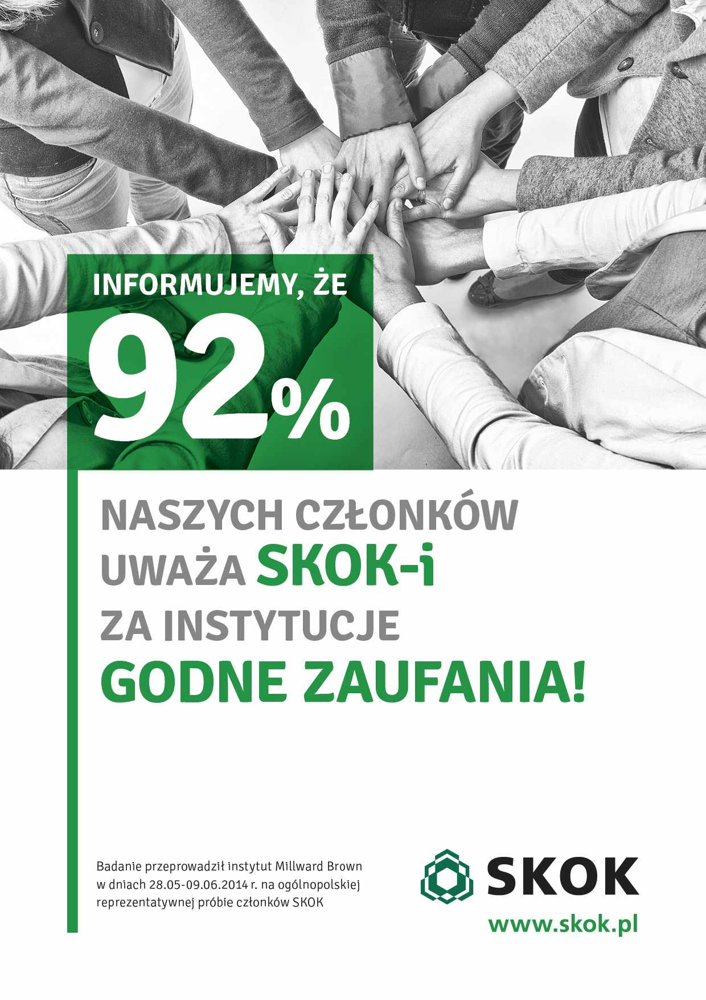 INFORMUJEMY, ŻE
92%
NASZYCH CZŁONKÓW
UWAŻA SKOK-i
ZA INSTYTUCJE
GODNE ZAUFANIA!
Badanie przeprowadził instytut Millward Brown
w dniach 28.05-09.06.2014 r. na ogólnopolskiej
reprezentatywnej próbie członków SKOK
SKOK
www.skok.pl